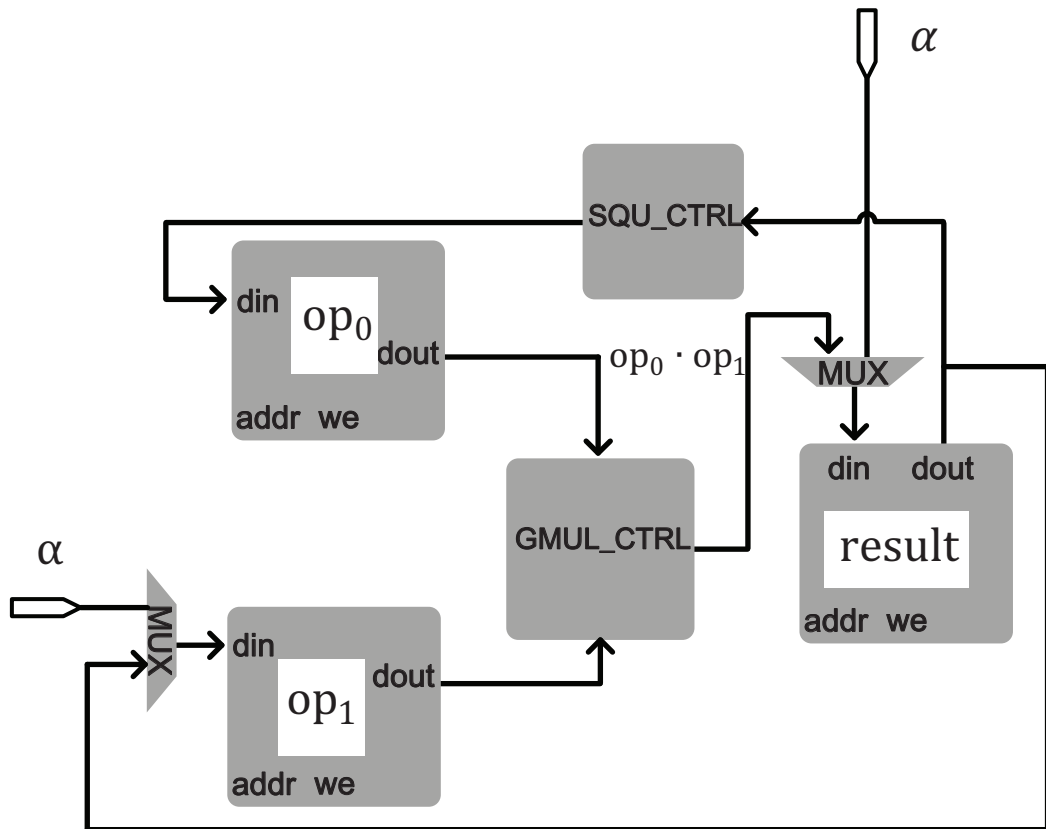 α
SQU_CTRL
din
op₀
dout
addr we
op₀ · op₁
MUX
din dout
GMUL_CTRL
result
addr we
α
MUX
din
op₁
dout
addr we